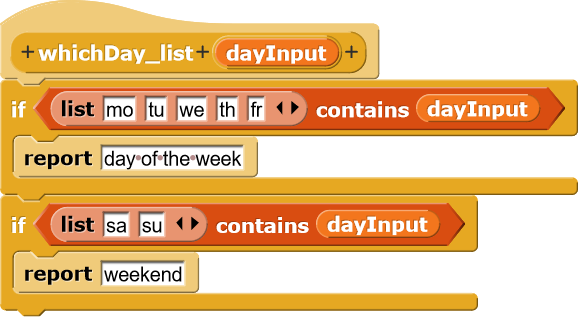 + whichDay_list + dayInput +
if list mo tu we th fr contains dayInput
report day of the week
if list sa su contains dayInput
report weekend